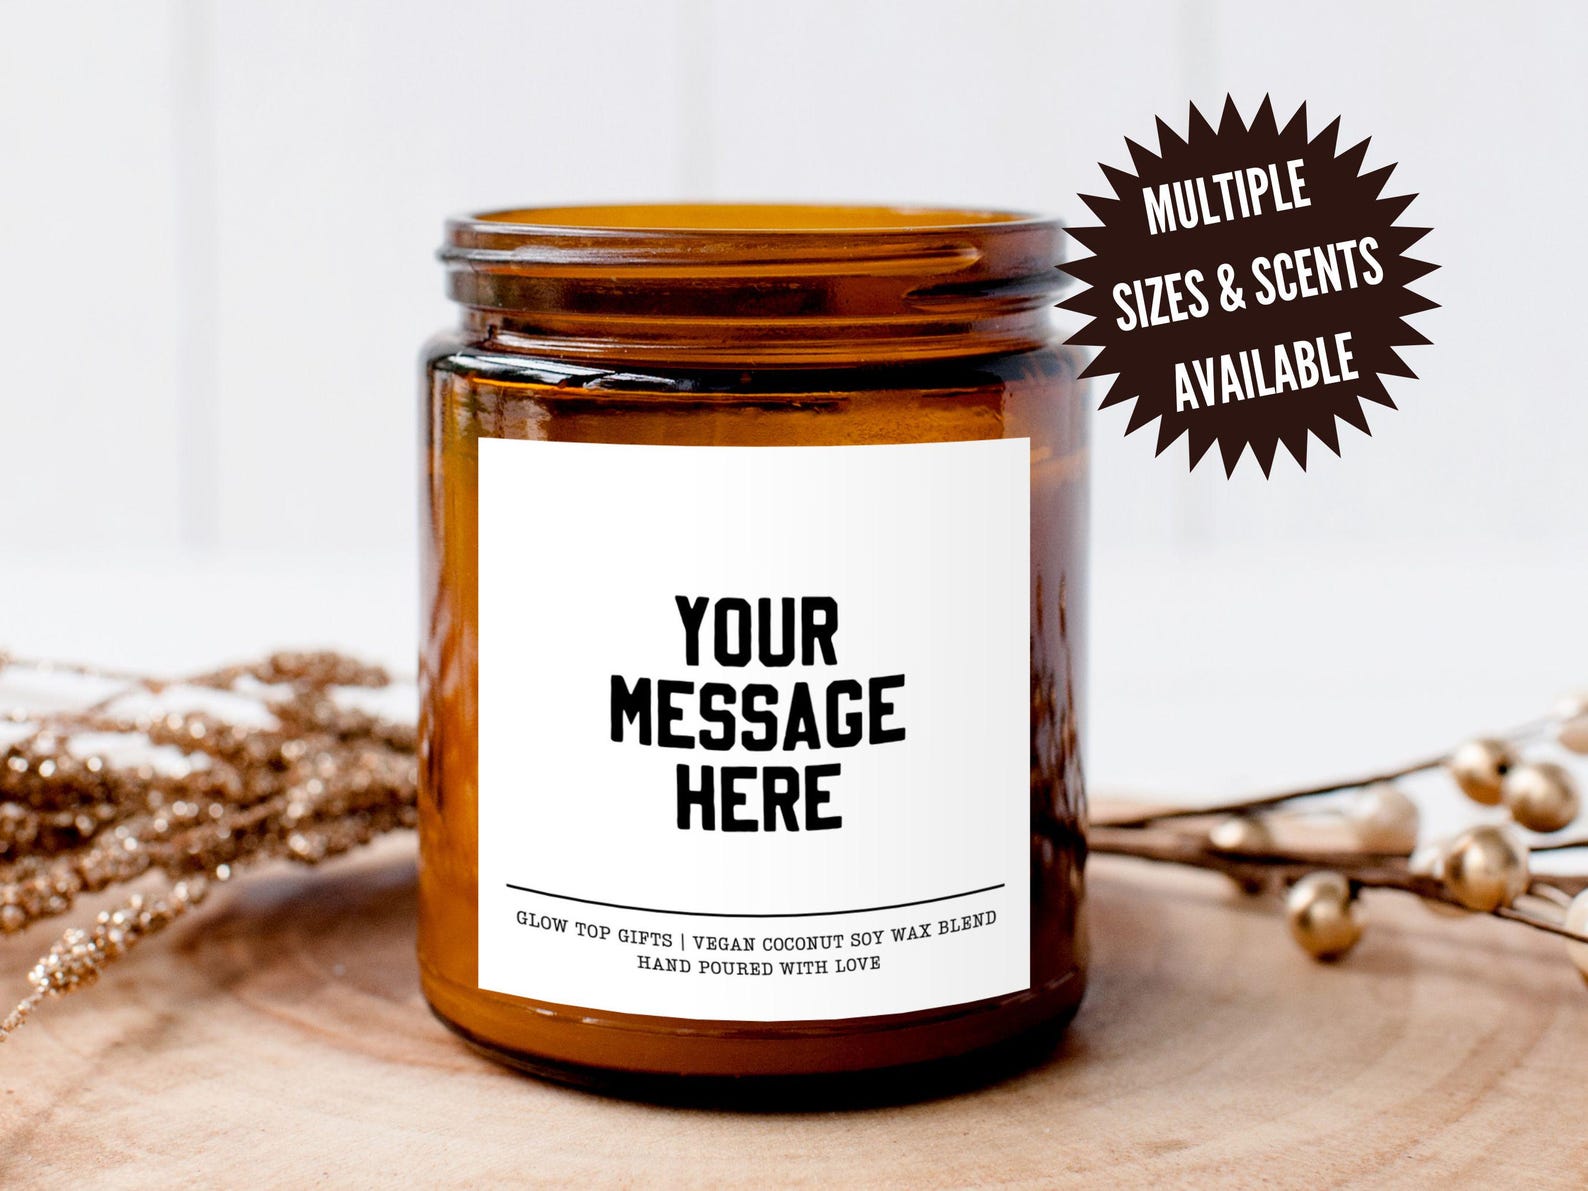 MULTIPLE
SIZES & SCENTS
AVAILABLE
YOUR
MESSAGE
HERE
GLOW TOP GIFTS | VEGAN COCONUT SOY WAX BLEND
HAND POURED WITH LOVE